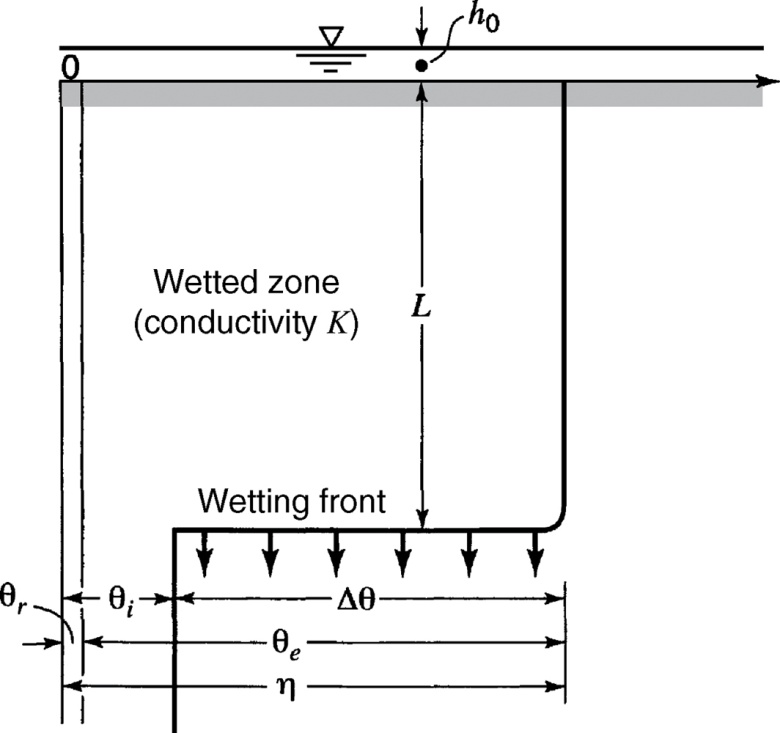 h₀
0
Wetted zone
(conductivity K)
L
Wetting front
θᵣ
θᵢ
Δθ
θₑ
η